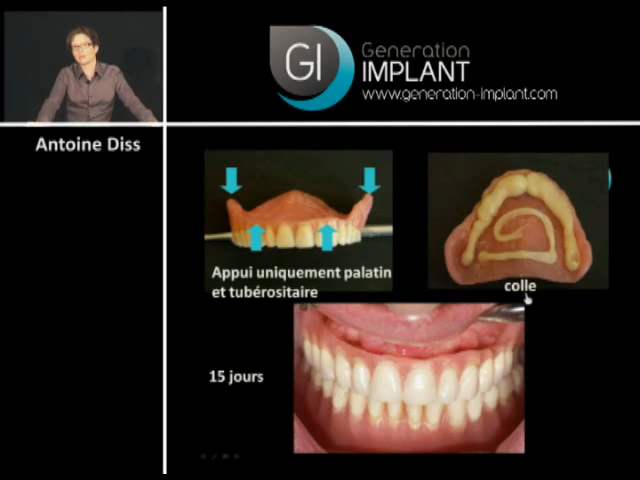 GI
Generation
IMPLANT
www.generation-implant.com
Antoine Diss
Appui uniquement palatin
et tubérositaire
colle
15 jours